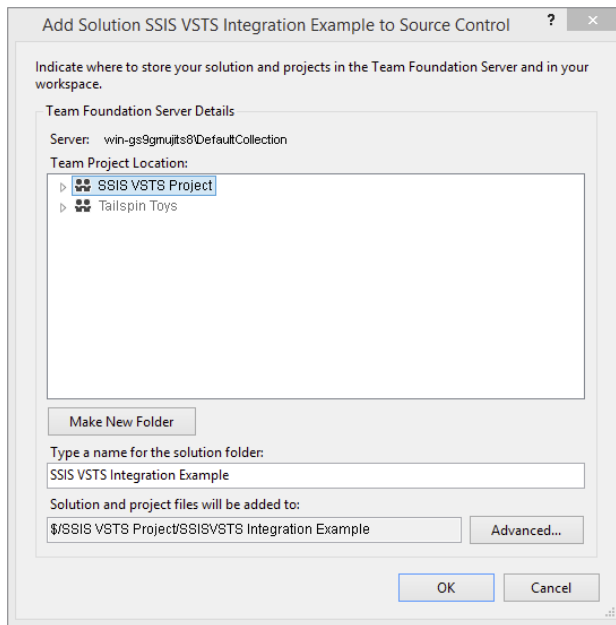 Add Solution SSIS VSTS Integration Example to Source Control
?
Indicate where to store your solution and projects in the Team Foundation Server and in your
workspace.
Team Foundation Server Details
Server: win-gs9gmujits8\DefaultCollection
Team Project Location:
SSIS VSTS Project
Tailspin Toys
Make New Folder
Type a name for the solution folder:
SSIS VSTS Integration Example
Solution and project files will be added to:
$/SSIS VSTS Project/SSISVSTS Integration Example
Advanced...
OK
Cancel